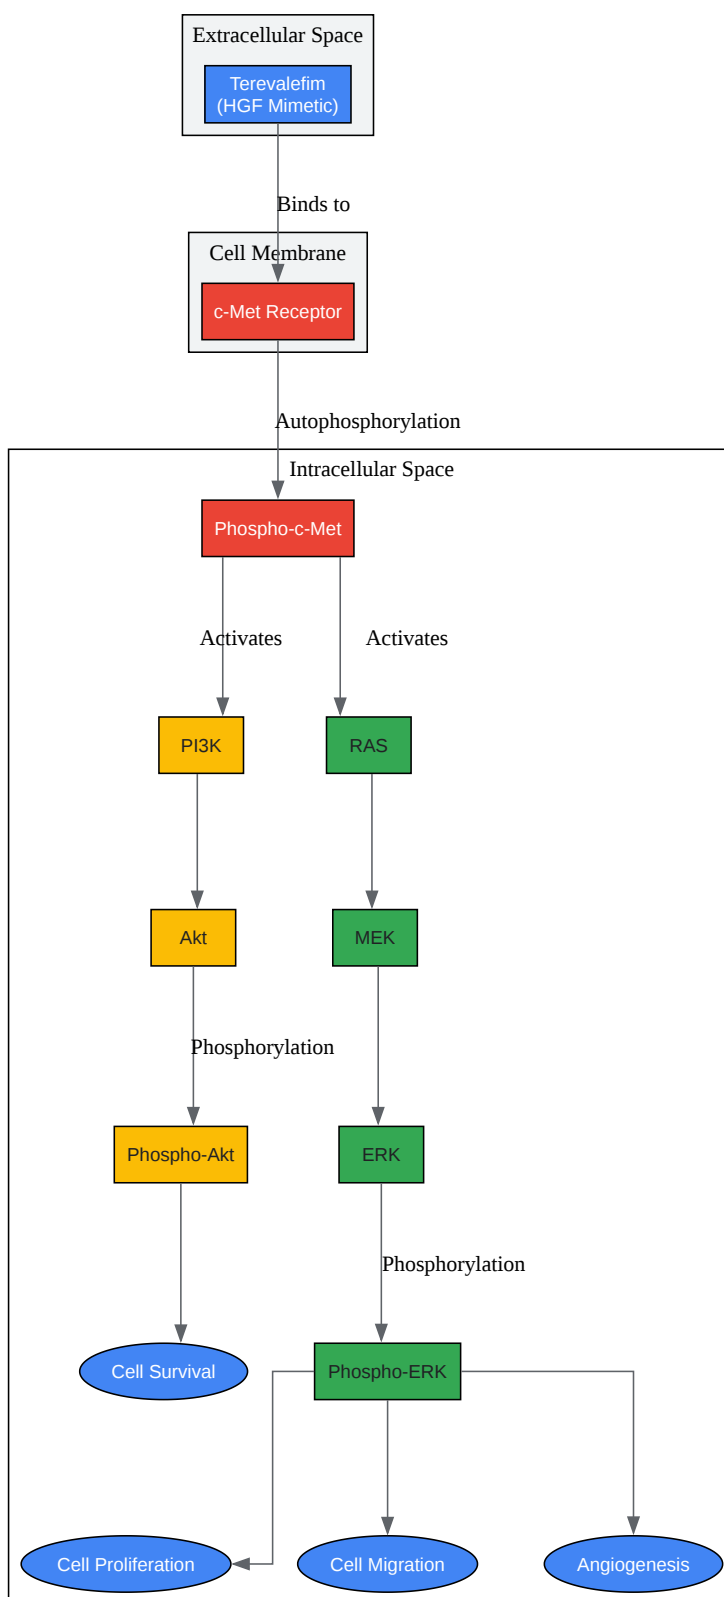 Extracellular Space
Terevalefim
(HGF Mimetic)
Binds to
Cell Membrane
c-Met Receptor
Autophosphorylation
Intracellular Space
Phospho-c-Met
Activates
Activates
PI3K
RAS
Akt
MEK
Phosphorylation
Phospho-Akt
ERK
Phosphorylation
Cell Survival
Phospho-ERK
Cell Proliferation
Cell Migration
Angiogenesis